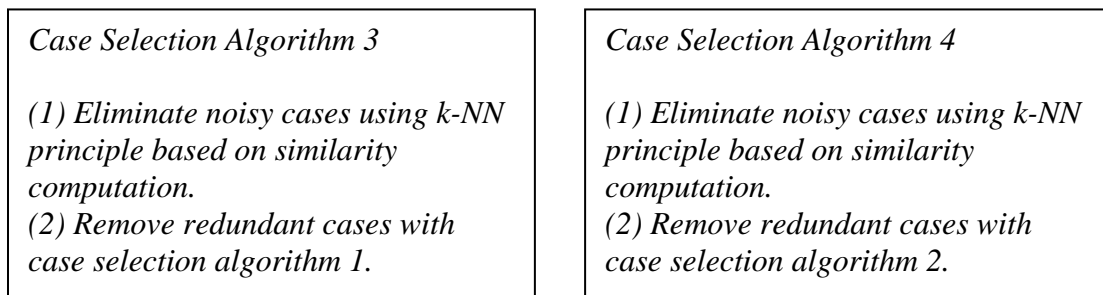 Case Selection Algorithm 3
(1) Eliminate noisy cases using k-NN
principle based on similarity
computation.
(2) Remove redundant cases with
case selection algorithm 1.
Case Selection Algorithm 4
(1) Eliminate noisy cases using k-NN
principle based on similarity
computation.
(2) Remove redundant cases with
case selection algorithm 2.